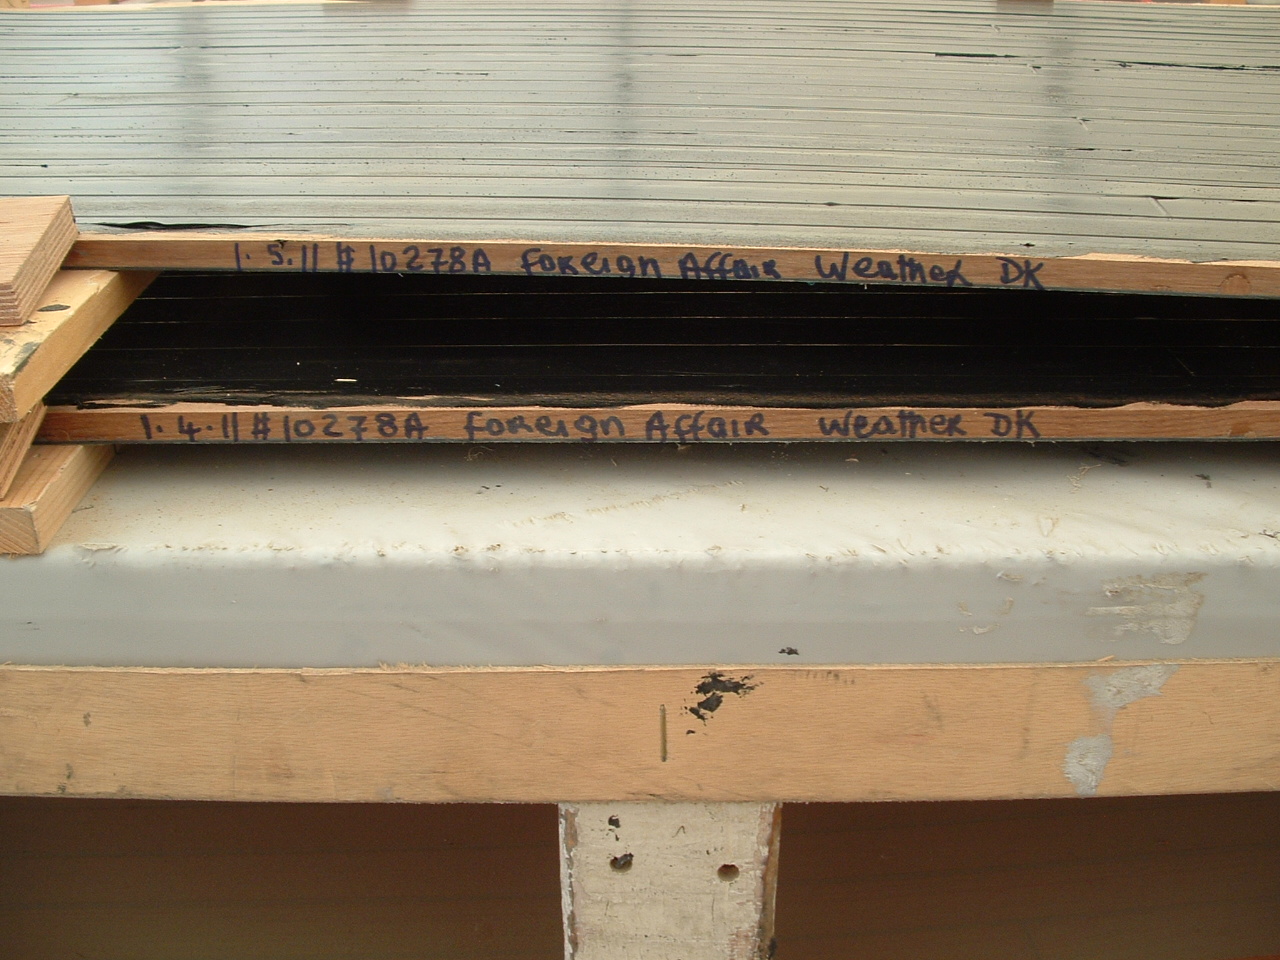 1. 5. 11 # 10278A Foreign Affair Weather DK
1. 4. 11 # 10278A Foreign Affair Weather DK